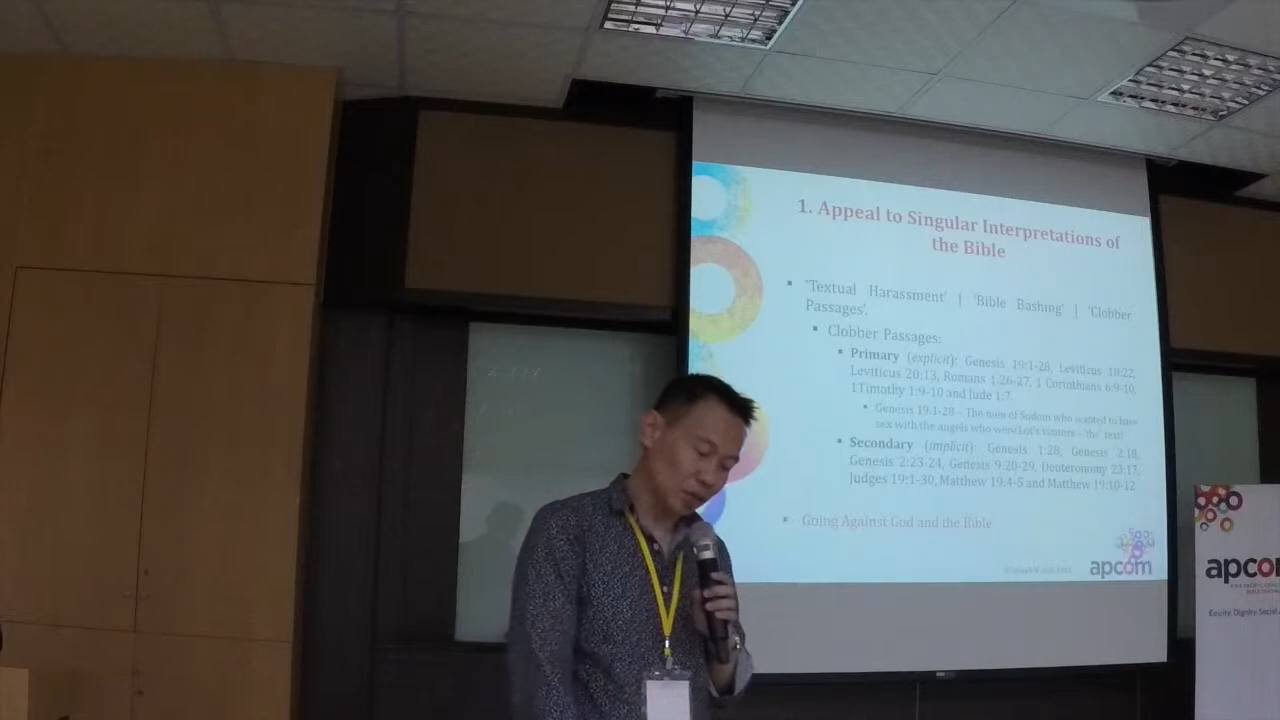 1. Appeal to Singular Interpretations of
the Bible
▪ 'Textual Harassment' | 'Bible Bashing' | 'Clobber
Passages'.
▪ Clobber Passages:
▪ Primary (explicit): Genesis 19:1-28, Leviticus 18:22,
Leviticus 20:13, Romans 1:26-27, 1 Corinthians 6:9-10,
1Timothy 1:9-10 and Jude 1:7
▪ Genesis 19.1-28 – The men of Sodom who wanted to have
sex with the angels who were Lot's visitors – 'the' text!
▪ Secondary (implicit): Genesis 1:28, Genesis 2.18,
Genesis 2:23-24, Genesis 9:20-29, Deuteronomy 23:17,
Judges 19:1-30, Matthew 19:4-5 and Matthew 19:10-12
▪ Going Against God and the Bible
apcom
apcom
Equity Dignity Social